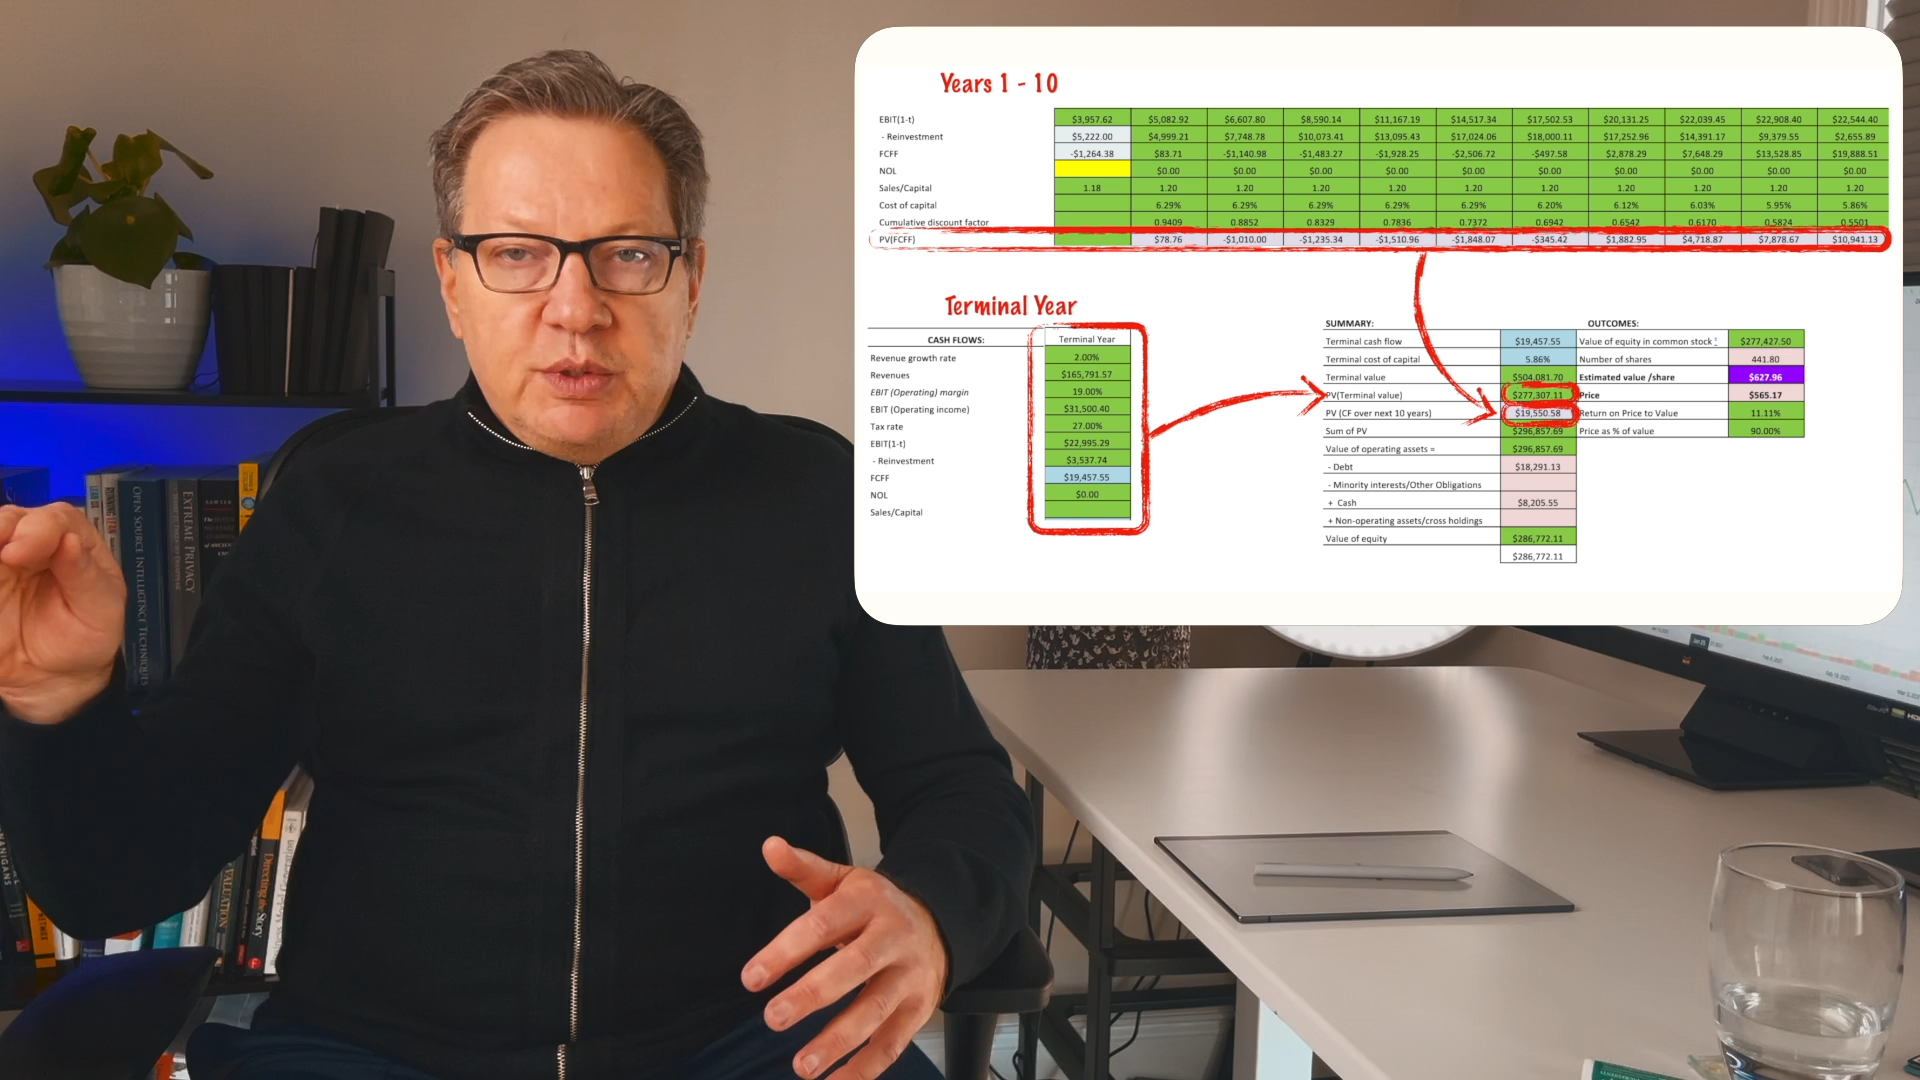 Years 1 - 10
EBIT(1-t) $3,957.62 $5,082.92 $6,607.80 $8,590.14 $11,167.19 $14,517.34 $17,502.53 $20,131.25 $22,039.45 $22,908.40 $22,544.40
- Reinvestment $5,222.00 $4,999.21 $7,748.78 $10,073.41 $13,095.43 $17,024.06 $18,000.11 $17,252.96 $14,391.17 $9,379.55 $2,655.89
FCFF -$1,264.38 $83.71 -$1,140.98 -$1,483.27 -$1,928.25 -$2,506.72 -$497.58 $2,878.29 $7,648.29 $13,528.85 $19,888.51
NOL $0.00 $0.00 $0.00 $0.00 $0.00 $0.00 $0.00 $0.00 $0.00 $0.00
Sales/Capital 1.18 1.20 1.20 1.20 1.20 1.20 1.20 1.20 1.20 1.20 1.20
Cost of capital 6.29% 6.29% 6.29% 6.29% 6.29% 6.20% 6.12% 6.03% 5.95% 5.86%
Cumulative discount factor 0.9409 0.8852 0.8329 0.7836 0.7372 0.6942 0.6542 0.6170 0.5824 0.5501
PV(FCFF) $78.76 -$1,010.00 -$1,235.34 -$1,510.96 -$1,848.07 -$345.42 $1,882.95 $4,718.87 $7,878.67 $10,941.13
Terminal Year
CASH FLOWS: Terminal Year
Revenue growth rate 2.00%
Revenues $165,791.57
EBIT (Operating) margin 19.00%
EBIT (Operating income) $31,500.40
Tax rate 27.00%
EBIT(1-t) $22,995.29
- Reinvestment $3,537.74
FCFF $19,457.55
NOL $0.00
Sales/Capital
SUMMARY: OUTCOMES:
Terminal cash flow $19,457.55 Value of equity in common stock $277,427.50
Terminal cost of capital 5.86% Number of shares 441.80
Terminal value $504,081.70 Estimated value /share $627.96
PV(Terminal value) $277,307.11 Price $565.17
PV (CF over next 10 years) $19,550.58 Return on Price to Value 11.11%
Sum of PV $296,857.69 Price as % of value 90.00%
Value of operating assets = $296,857.69
- Debt $18,291.13
- Minority interests/Other Obligations
+ Cash $8,205.55
+ Non-operating assets/cross holdings
Value of equity $286,772.11
$286,772.11
OPEN SOURCE INTELLIGENCE TECHNIQUES
EXTREME PRIVACY
VALUATION